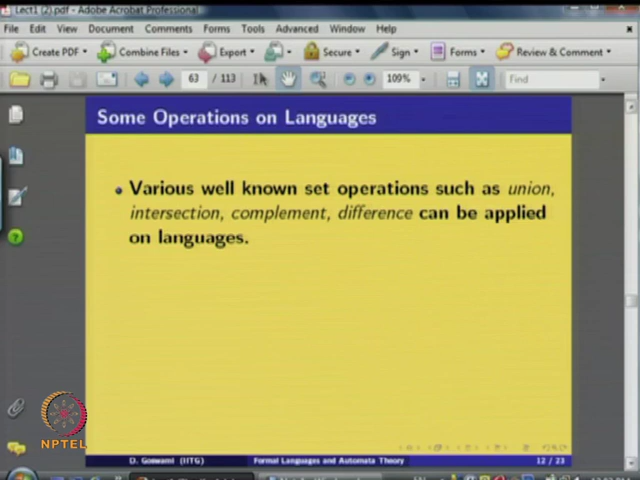 Lect1 (2).pdf - Adobe Acrobat Professional
File Edit View Document Comments Forms Tools Advanced Window Help
Create PDF Combine Files Export Secure Sign Forms Review & Comment
63 / 113 109% Find
Some Operations on Languages
Various well known set operations such as union,
intersection, complement, difference can be applied
on languages.
NPTEL
D. Goswami (IITG) Formal Languages and Automata Theory 12 / 23